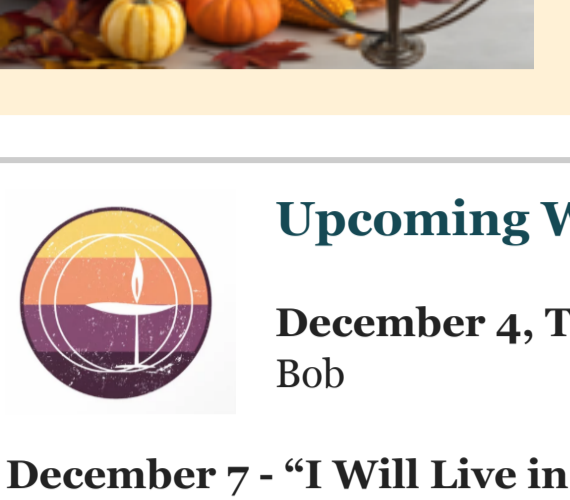 Upcoming W
December 4, T
Bob
December 7 - “I Will Live in